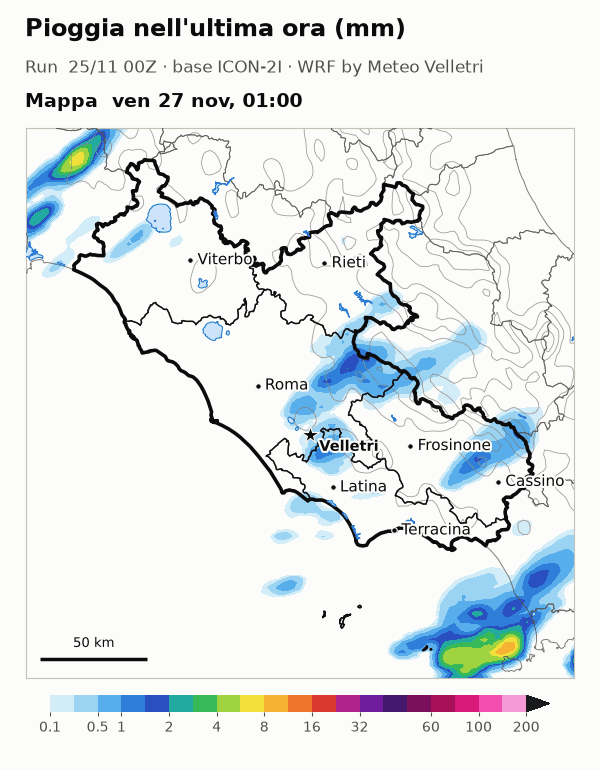 Pioggia nell'ultima ora (mm)
Run  25/11 00Z · base ICON-2I · WRF by Meteo Velletri
Mappa  ven 27 nov, 01:00
Viterbo
Rieti
Roma
Velletri
Frosinone
Latina
Cassino
Terracina
50 km
0.1 0.5 1 2 4 8 16 32 60 100 200